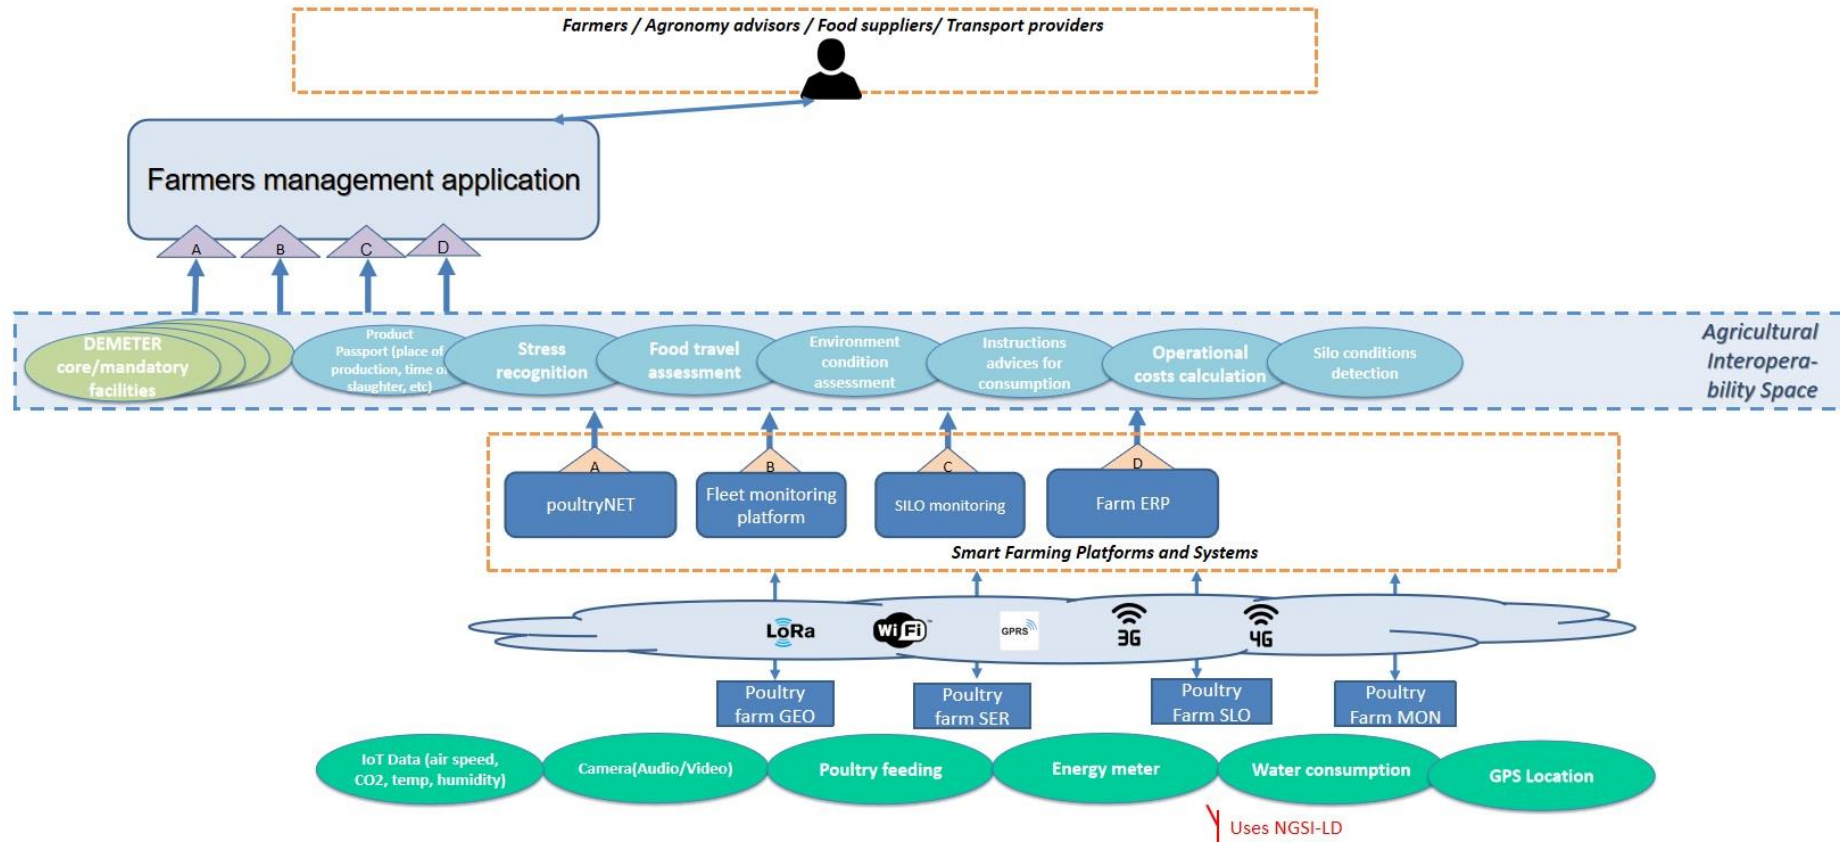 Farmers / Agronomy advisors / Food suppliers/ Transport providers
Farmers management application
A
B
C
D
DEMETER
core/mandatory
facilities
Product
Passport (place of
production, time of
slaughter, etc)
Stress
recognition
Food travel
assessment
Environment
condition
assessment
Instructions
advices for
consumption
Operational
costs calculation
Silo conditions
detection
Agricultural
Interopera-
bility Space
A
B
C
D
poultryNET
Fleet monitoring
platform
SILO monitoring
Farm ERP
Smart Farming Platforms and Systems
LoRa
WiFi™
GPRS
3G
4G
Poultry
farm GEO
Poultry
farm SER
Poultry
Farm SLO
Poultry
Farm MON
IoT Data (air speed,
CO2, temp, humidity)
Camera(Audio/Video)
Poultry feeding
Energy meter
Water consumption
GPS Location
Uses NGSI-LD